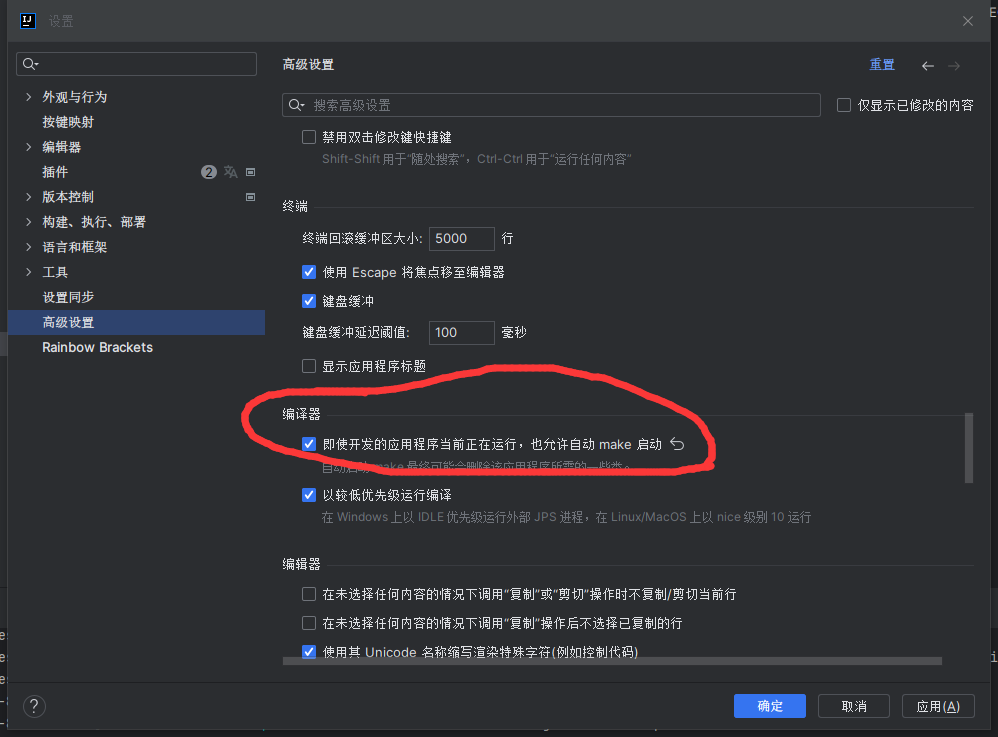 设置
高级设置
重置
搜索高级设置
仅显示已修改的内容
外观与行为
按键映射
编辑器
插件
2
版本控制
构建、执行、部署
语言和框架
工具
设置同步
高级设置
Rainbow Brackets
禁用双击修改键快捷键
Shift-Shift 用于“随处搜索”，Ctrl-Ctrl 用于“运行任何内容”
终端
终端回滚缓冲区大小: 5000 行
使用 Escape 将焦点移至编辑器
键盘缓冲
键盘缓冲延迟阈值: 100 毫秒
显示应用程序标题
编译器
即使开发的应用程序当前正在运行，也允许自动 make 启动
自动启动 make 最终可能会删除该应用程序所需的一些类。
以较低优先级运行编译
在 Windows 上以 IDLE 优先级运行外部 JPS 进程，在 Linux/MacOS 上以 nice 级别 10 运行
编辑器
在未选择任何内容的情况下调用“复制”或“剪切”操作时不复制/剪切当前行
在未选择任何内容的情况下调用“复制”操作后不选择已复制的行
使用其 Unicode 名称缩写渲染特殊字符(例如控制代码)
?
确定
取消
应用(A)